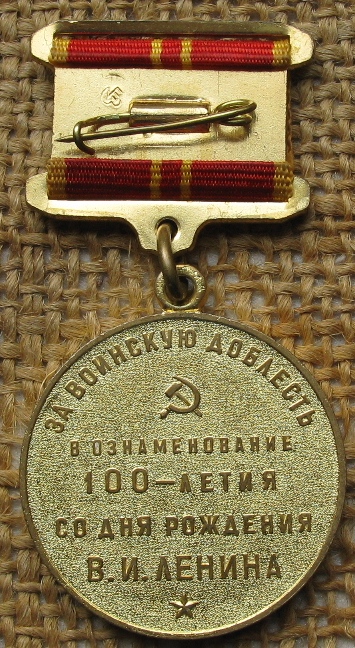 ЗА ВОИНСКУЮ ДОБЛЕСТЬ
В ОЗНАМЕНОВАНИЕ
100-ЛЕТИЯ
СО ДНЯ РОЖДЕНИЯ
В. И. ЛЕНИНА